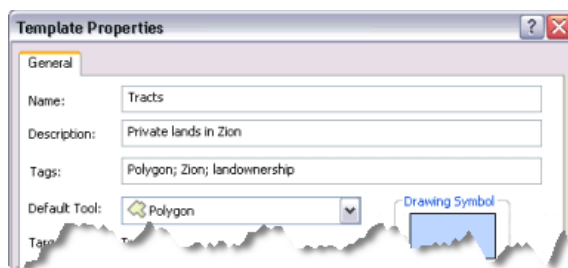 Template Properties
General
Name: Tracts
Description: Private lands in Zion
Tags: Polygon; Zion; landownership
Default Tool: Polygon
Drawing Symbol